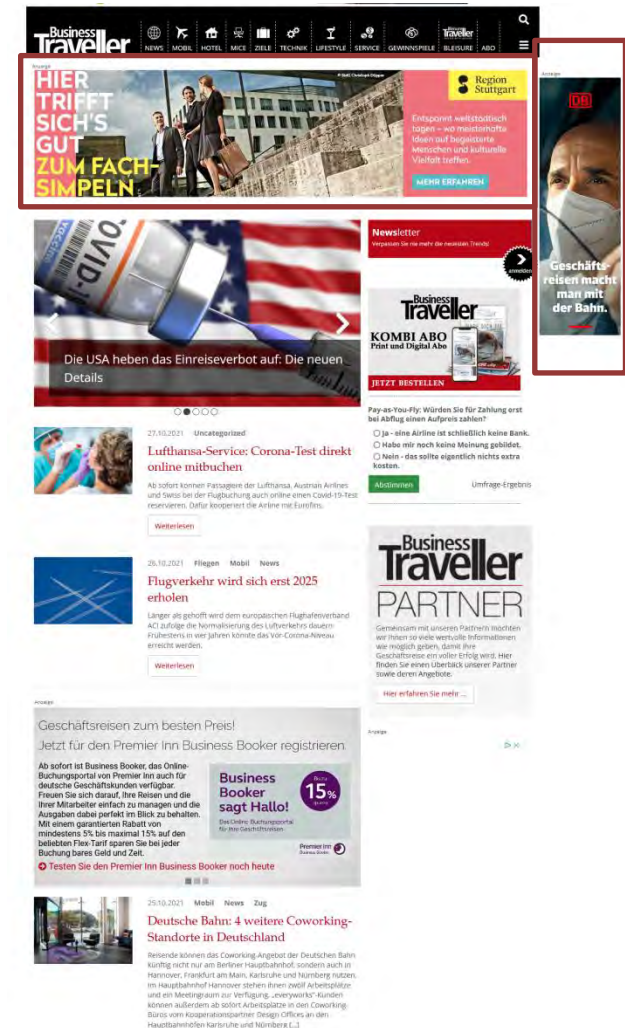 Business
Traveller
NEWS MOBIL HOTEL MICE ZIELE TECHNIK LIFESTYLE SERVICE GEWINNSPIELE BLEISURE ABO
Anzeige
HIER
TRIFFT
SICH'S
GUT
ZUM FACH-
SIMPELN
Region
Stuttgart
Entspannt weltstädtisch
tagen – wo meisterhafte
Ideen auf begeisterte
Menschen und kulturelle
Vielfalt treffen.
MEHR ERFAHREN
Anzeige
DB
Geschäfts-
reisen macht
man mit
der Bahn.
COVID-19
Die USA heben das Einreiseverbot auf: Die neuen
Details
Newsletter
Verpassen Sie nie mehr die neuesten Trends!
anmelden
Business
Traveller
KOMBI ABO
Print und Digital Abo
JETZT BESTELLEN
Pay-as-You-Fly: Würden Sie für Zahlung erst
bei Abflug einen Aufpreis zahlen?
Ja - eine Airline ist schließlich keine Bank.
Habe mir noch keine Meinung gebildet.
Nein - das sollte eigentlich nichts extra
kosten.
Abstimmen Umfrage-Ergebnis
27.10.2021 Uncategorized
Lufthansa-Service: Corona-Test direkt
online mitbuchen
Ab sofort können Passagiere der Lufthansa, Austrian Airlines
und Swiss bei der Flugbuchung auch online einen Covid-19-Test
reservieren. Dafür kooperiert die Airline mit Eurofins.
Weiterlesen
26.10.2021 Fliegen Mobil News
Flugverkehr wird sich erst 2025
erholen
Länger als gehofft wird dem europäischen Flughafenverband
ACI zufolge die Normalisierung des Luftverkehrs dauern.
Frühestens in vier Jahren könnte das Vor-Corona-Niveau
erreicht werden.
Weiterlesen
Business
Traveller
PARTNER
Gemeinsam mit unseren Partnern möchten
wir Ihnen so viele wertvolle Informationen
wie möglich geben, damit Ihre
Geschäftsreise ein voller Erfolg wird. Hier
finden Sie einen Überblick unserer Partner
sowie deren Angebote.
Hier erfahren Sie mehr ...
Anzeige
Anzeige
Geschäftsreisen zum besten Preis!
Jetzt für den Premier Inn Business Booker registrieren
Ab sofort ist Business Booker, das Online-
Buchungsportal von Premier Inn auch für
deutsche Geschäftskunden verfügbar.
Freuen Sie sich darauf, Ihre Reisen und die
Ihrer Mitarbeiter einfach zu managen und die
Ausgaben dabei perfekt im Blick zu behalten.
Mit einem garantierten Rabatt von
mindestens 5% bis maximal 15% auf den
beliebten Flex-Tarif sparen Sie bei jeder
Buchung bares Geld und Zeit.
Testen Sie den Premier Inn Business Booker noch heute
Business
Booker
sagt Hallo!
Das Online-Buchungsportal
für Ihre Geschäftsreisen
15%
Premier Inn
25.10.2021 Mobil News Zug
Deutsche Bahn: 4 weitere Coworking-
Standorte in Deutschland
Reisende können das Coworking-Angebot der Deutschen Bahn
künftig nicht nur am Berliner Hauptbahnhof, sondern auch in
Hannover, Frankfurt am Main, Karlsruhe und Nürnberg nutzen.
Im Hauptbahnhof Hannover stehen ihnen zwölf Arbeitsplätze
und ein Meetingraum zur Verfügung. „everyworks“-Kunden
können außerdem ab sofort Arbeitsplätze in den Coworking-
Büros vom Kooperationspartner Design Offices an den
Hauptbahnhöfen Karlsruhe und Nürnberg [...]